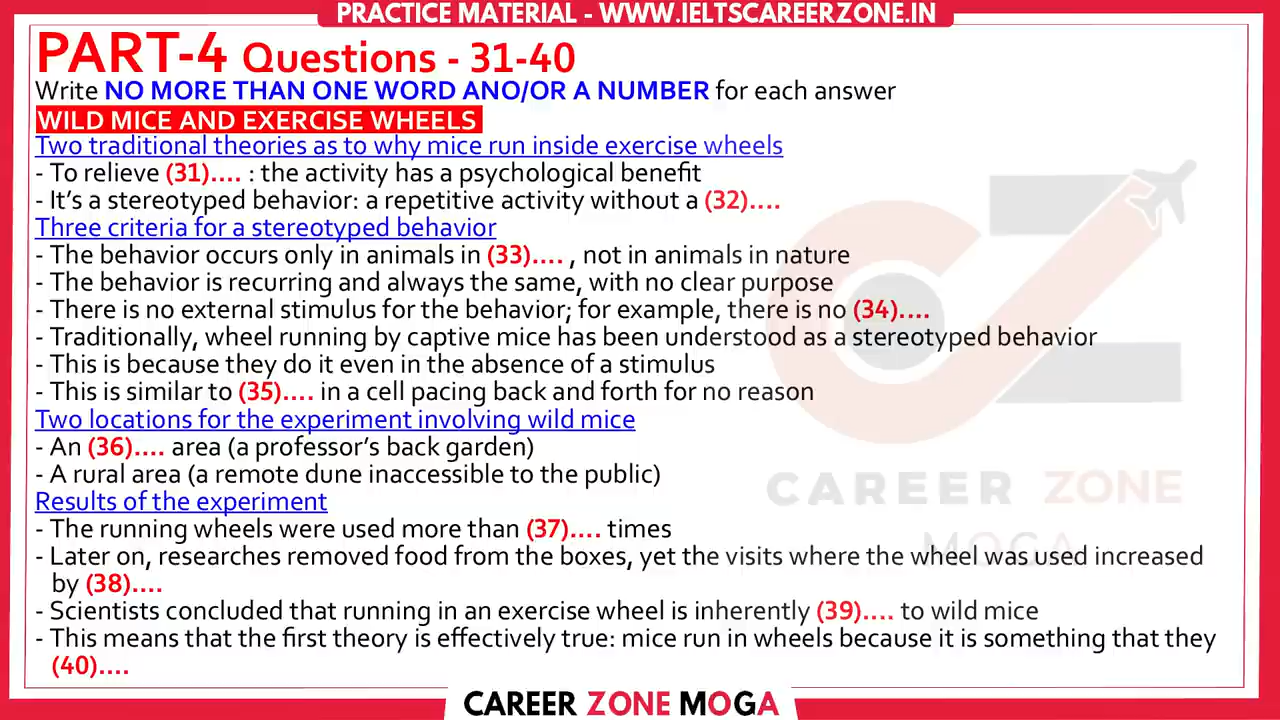 PRACTICE MATERIAL - WWW.IELTSCAREERZONE.IN
PART-4 Questions - 31-40
Write NO MORE THAN ONE WORD ANO/OR A NUMBER for each answer
WILD MICE AND EXERCISE WHEELS
Two traditional theories as to why mice run inside exercise wheels
- To relieve (31).... : the activity has a psychological benefit
- It's a stereotyped behavior: a repetitive activity without a (32)....
Three criteria for a stereotyped behavior
- The behavior occurs only in animals in (33).... , not in animals in nature
- The behavior is recurring and always the same, with no clear purpose
- There is no external stimulus for the behavior; for example, there is no (34)....
- Traditionally, wheel running by captive mice has been understood as a stereotyped behavior
- This is because they do it even in the absence of a stimulus
- This is similar to (35).... in a cell pacing back and forth for no reason
Two locations for the experiment involving wild mice
- An (36).... area (a professor's back garden)
- A rural area (a remote dune inaccessible to the public)
CAREER ZONE
Results of the experiment
- The running wheels were used more than (37).... times
MOGA
- Later on, researches removed food from the boxes, yet the visits where the wheel was used increased
by (38)....
- Scientists concluded that running in an exercise wheel is inherently (39).... to wild mice
- This means that the first theory is effectively true: mice run in wheels because it is something that they
(40)....
CAREER ZONE MOGA